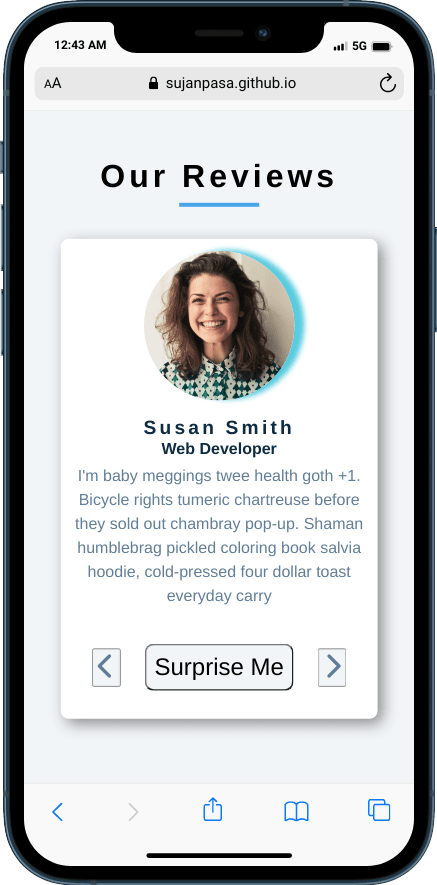 12:43 AM
5G
AA
sujanpasa.github.io
Our Reviews
Susan Smith
Web Developer
I'm baby meggings twee health goth +1.
Bicycle rights tumeric chartreuse before
they sold out chambray pop-up. Shaman
humblebrag pickled coloring book salvia
hoodie, cold-pressed four dollar toast
everyday carry
Surprise Me